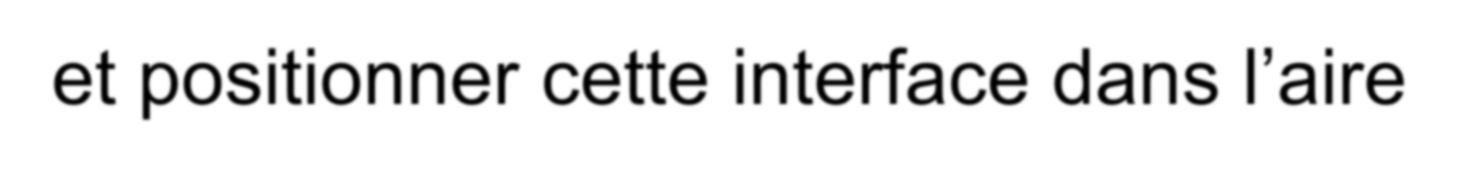 et positionner cette interface dans l’aire